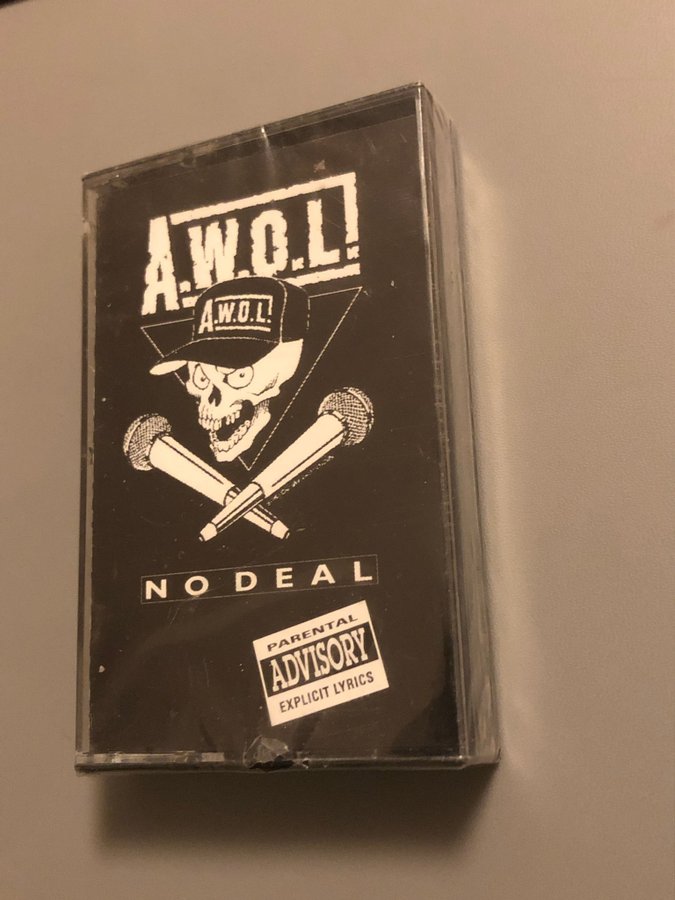 A.W.O.L!
A.W.O.L!
NO DEAL
PARENTAL
ADVISORY
EXPLICIT LYRICS